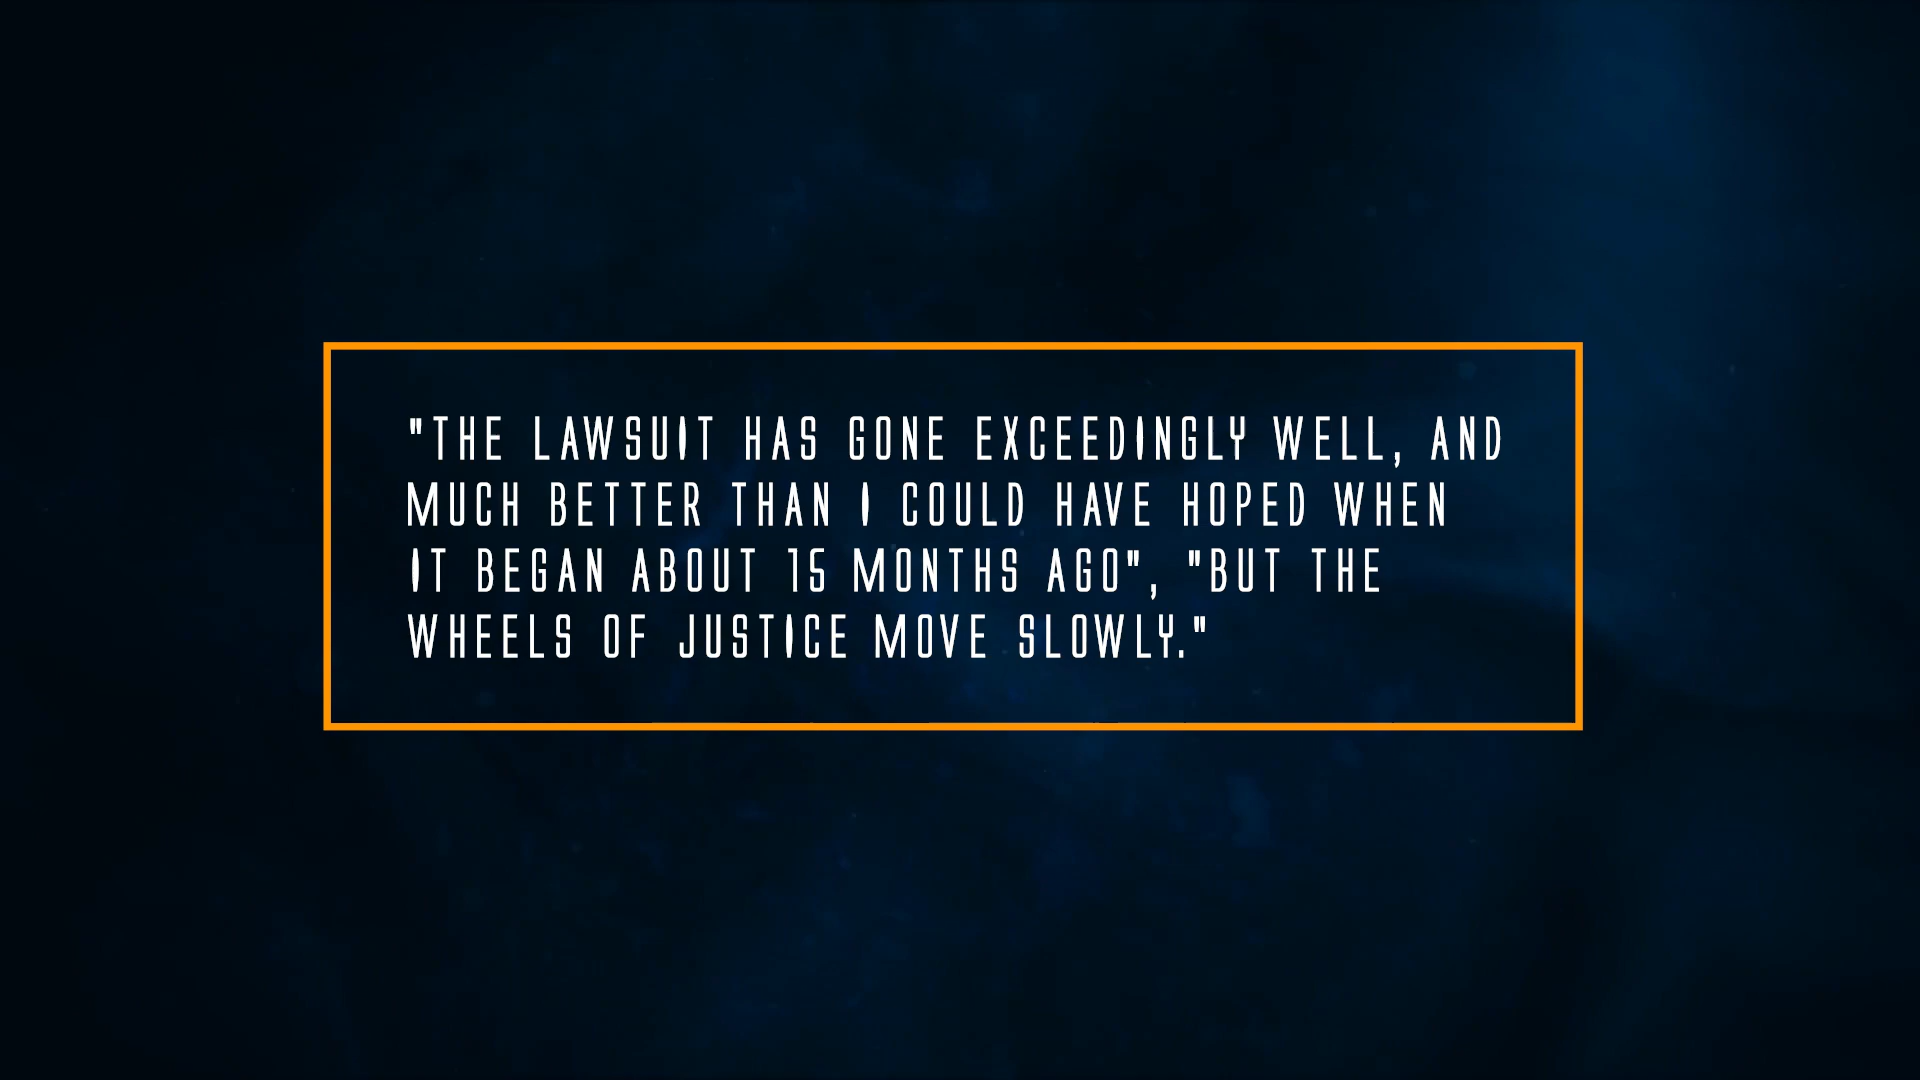 "THE LAWSUIT HAS GONE EXCEEDINGLY WELL, AND
MUCH BETTER THAN I COULD HAVE HOPED WHEN
IT BEGAN ABOUT 15 MONTHS AGO", "BUT THE
WHEELS OF JUSTICE MOVE SLOWLY."